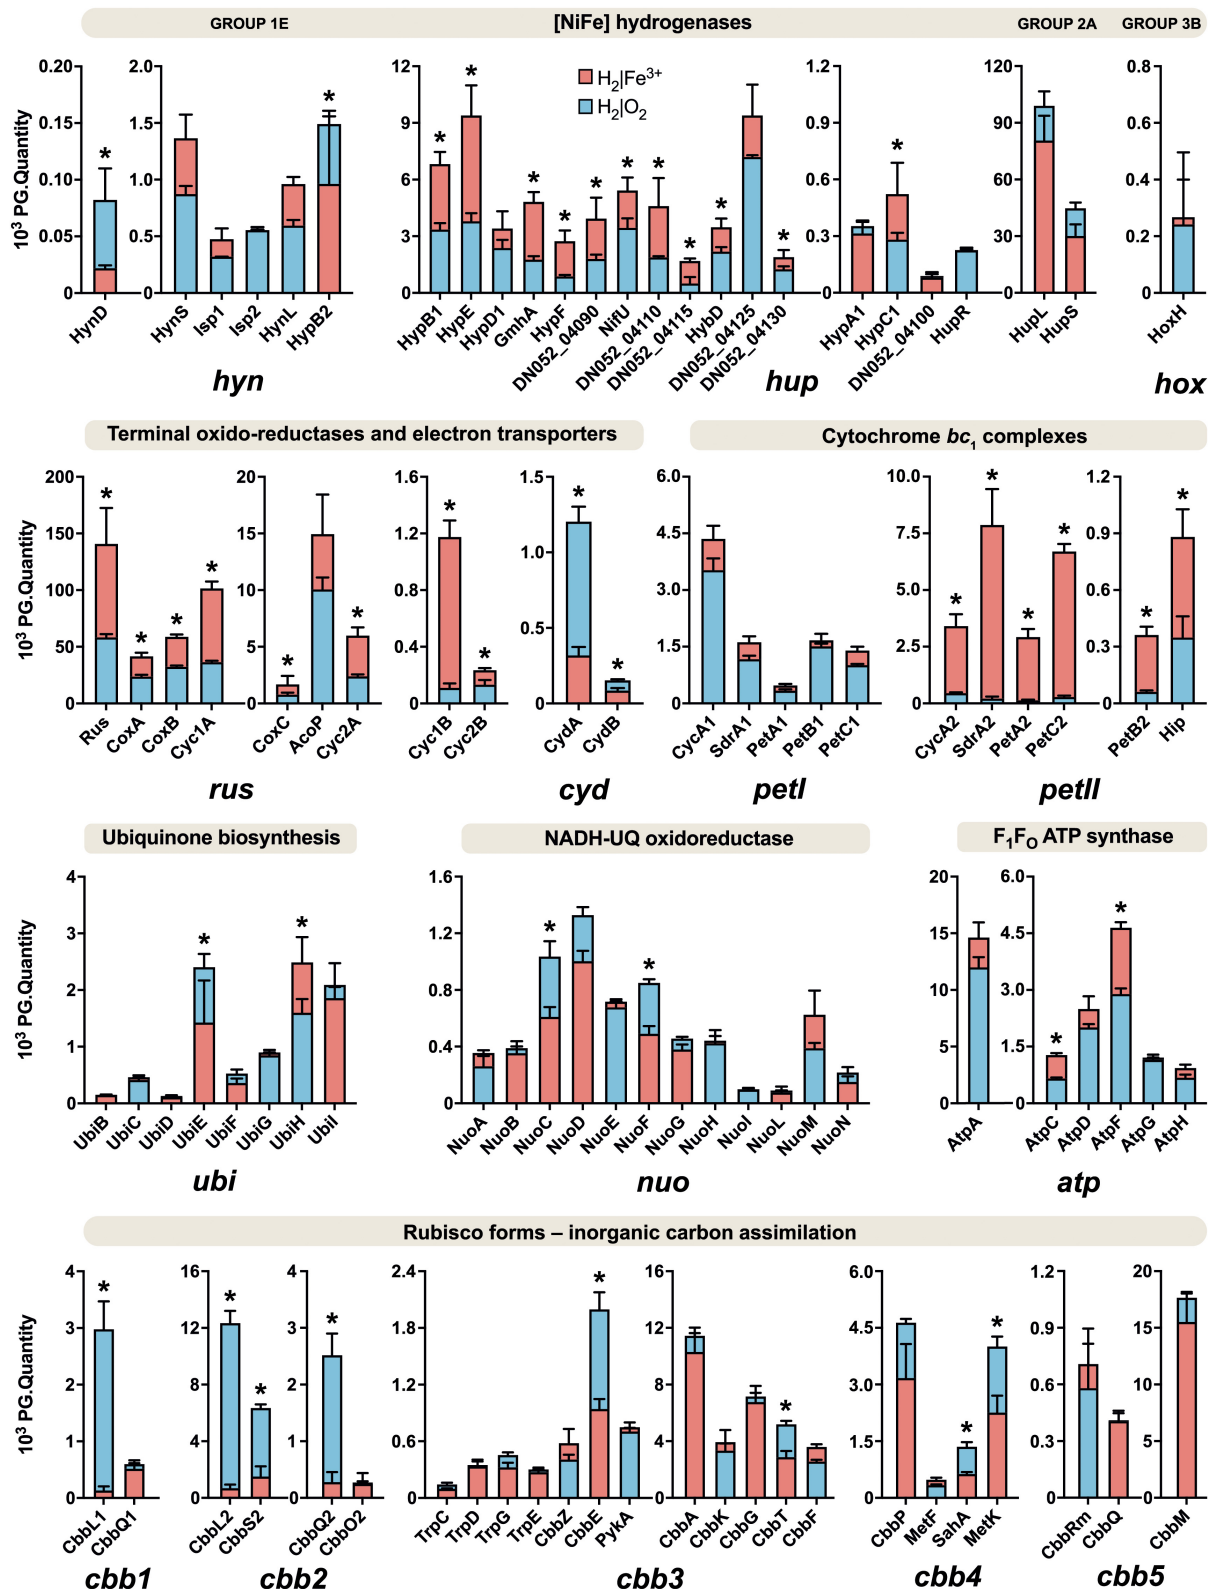 GROUP 1E [NiFe] hydrogenases GROUP 2A GROUP 3B
H₂|Fe³⁺
H₂|O₂
10³ PG.Quantity
0.20 0.15 0.10 0.05 0
2.0 1.5 1.0 0.5 0
12 9 6 3 0
1.2 0.9 0.6 0.3 0
120 90 60 30 0
0.8 0.6 0.4 0.2 0
* * * * * * * * * * * * *
HynD HynS Isp1 Isp2 HynL HypB2
HypB1 HypE HypD1 GmhA HypF DN052_04090 NifU DN052_04110 DN052_04115 HybD DN052_04125 DN052_04130
HypA1 HypC1 DN052_04100 HupR
HupL HupS
HoxH
hyn hup hox
Terminal oxido-reductases and electron transporters
Cytochrome bc₁ complexes
10³ PG.Quantity
200 150 100 50 0
20 15 10 5 0
1.6 1.2 0.8 0.4 0
1.5 1.0 0.5 0
6.0 4.5 3.0 1.5 0
10.0 7.5 5.0 2.5 0
1.2 0.9 0.6 0.3 0
* * * * * * * * * * * * * * * *
Rus CoxA CoxB Cyc1A
CoxC AcoP Cyc2A
Cyc1B Cyc2B
CydA CydB
CycA1 SdrA1 PetA1 PetB1 PetC1
CycA2 SdrA2 PetA2 PetC2
PetB2 Hip
rus cyd petI petII
Ubiquinone biosynthesis
NADH-UQ oxidoreductase
F₁F_O ATP synthase
10³ PG.Quantity
4 3 2 1 0
1.6 1.2 0.8 0.4 0
20 15 10 5 0
6.0 4.5 3.0 1.5 0
* * * * * *
UbiB UbiC UbiD UbiE UbiF UbiG UbiH UbiI
NuoA NuoB NuoC NuoD NuoE NuoF NuoG NuoH NuoI NuoL NuoM NuoN
AtpA
AtpC AtpD AtpF AtpG AtpH
ubi nuo atp
Rubisco forms – inorganic carbon assimilation
10³ PG.Quantity
4 3 2 1 0
16 12 8 4 0
4 3 2 1 0
2.4 1.8 1.2 0.6 0
16 12 8 4 0
6.0 4.5 3.0 1.5 0
1.2 0.9 0.6 0.3 0
20 15 10 5 0
* * * * * * * *
CbbL1 CbbQ1
CbbL2 CbbS2
CbbQ2 CbbO2
TrpC TrpD TrpG TrpE CbbZ CbbE PykA
CbbA CbbK CbbG CbbT CbbF
CbbP MetF SahA MetK
CbbRm CbbQ
CbbM
cbb1 cbb2 cbb3 cbb4 cbb5